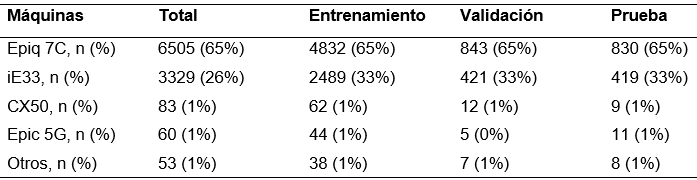 Máquinas Total Entrenamiento Validación Prueba
Epiq 7C, n (%) 6505 (65%) 4832 (65%) 843 (65%) 830 (65%)
iE33, n (%) 3329 (26%) 2489 (33%) 421 (33%) 419 (33%)
CX50, n (%) 83 (1%) 62 (1%) 12 (1%) 9 (1%)
Epic 5G, n (%) 60 (1%) 44 (1%) 5 (0%) 11 (1%)
Otros, n (%) 53 (1%) 38 (1%) 7 (1%) 8 (1%)